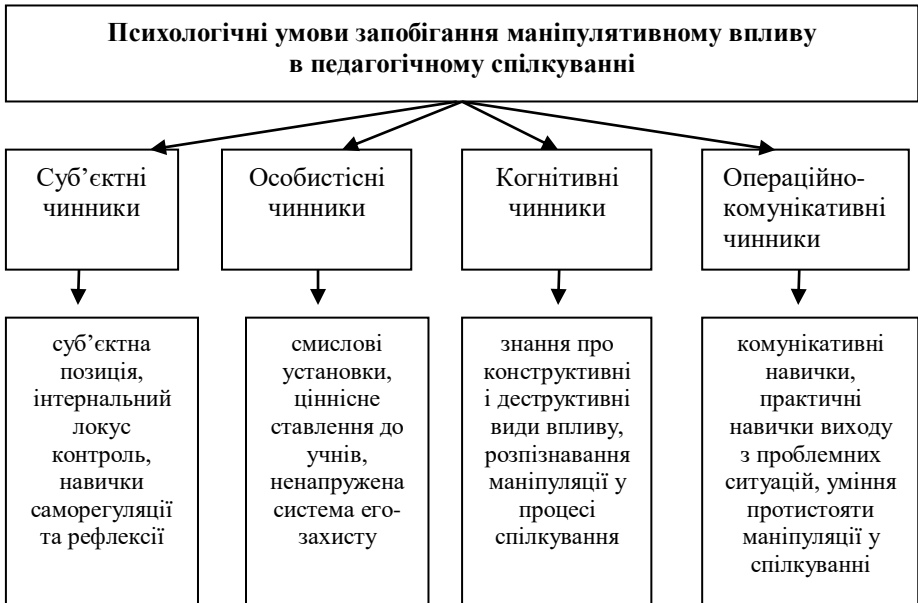 Психологічні умови запобігання маніпулятивному впливу
в педагогічному спілкуванні
Суб’єктні
чинники
Особистісні
чинники
Когнітивні
чинники
Операційно-
комунікативні
чинники
суб’єктна
позиція,
інтернальний
локус
контроль,
навички
саморегуляції
та рефлексії
смислові
установки,
ціннісне
ставлення до
учнів,
ненапружена
система его-
захисту
знання про
конструктивні
і деструктивні
види впливу,
розпізнавання
маніпуляції у
процесі
спілкування
комунікативні
навички,
практичні
навички виходу
з проблемних
ситуацій, уміння
протистояти
маніпуляції у
спілкуванні